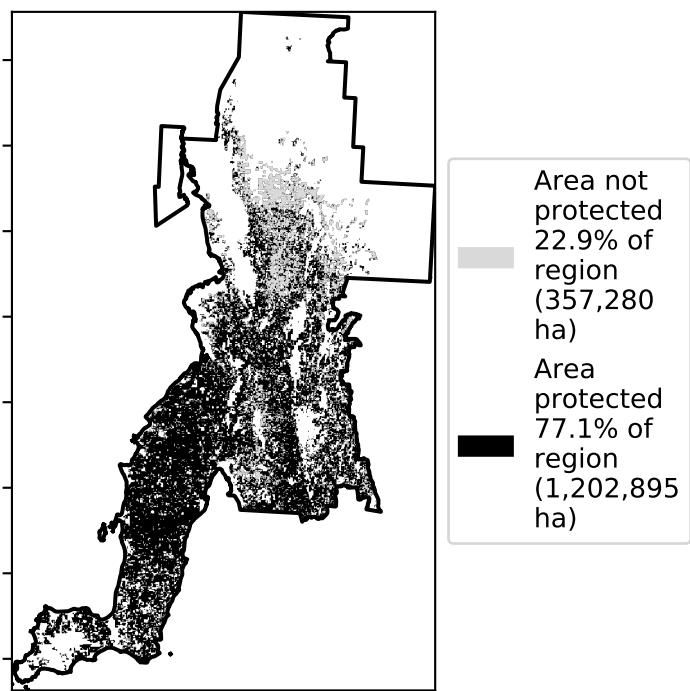 Area not
protected
22.9% of
region
(357,280
ha)
Area
protected
77.1% of
region
(1,202,895
ha)